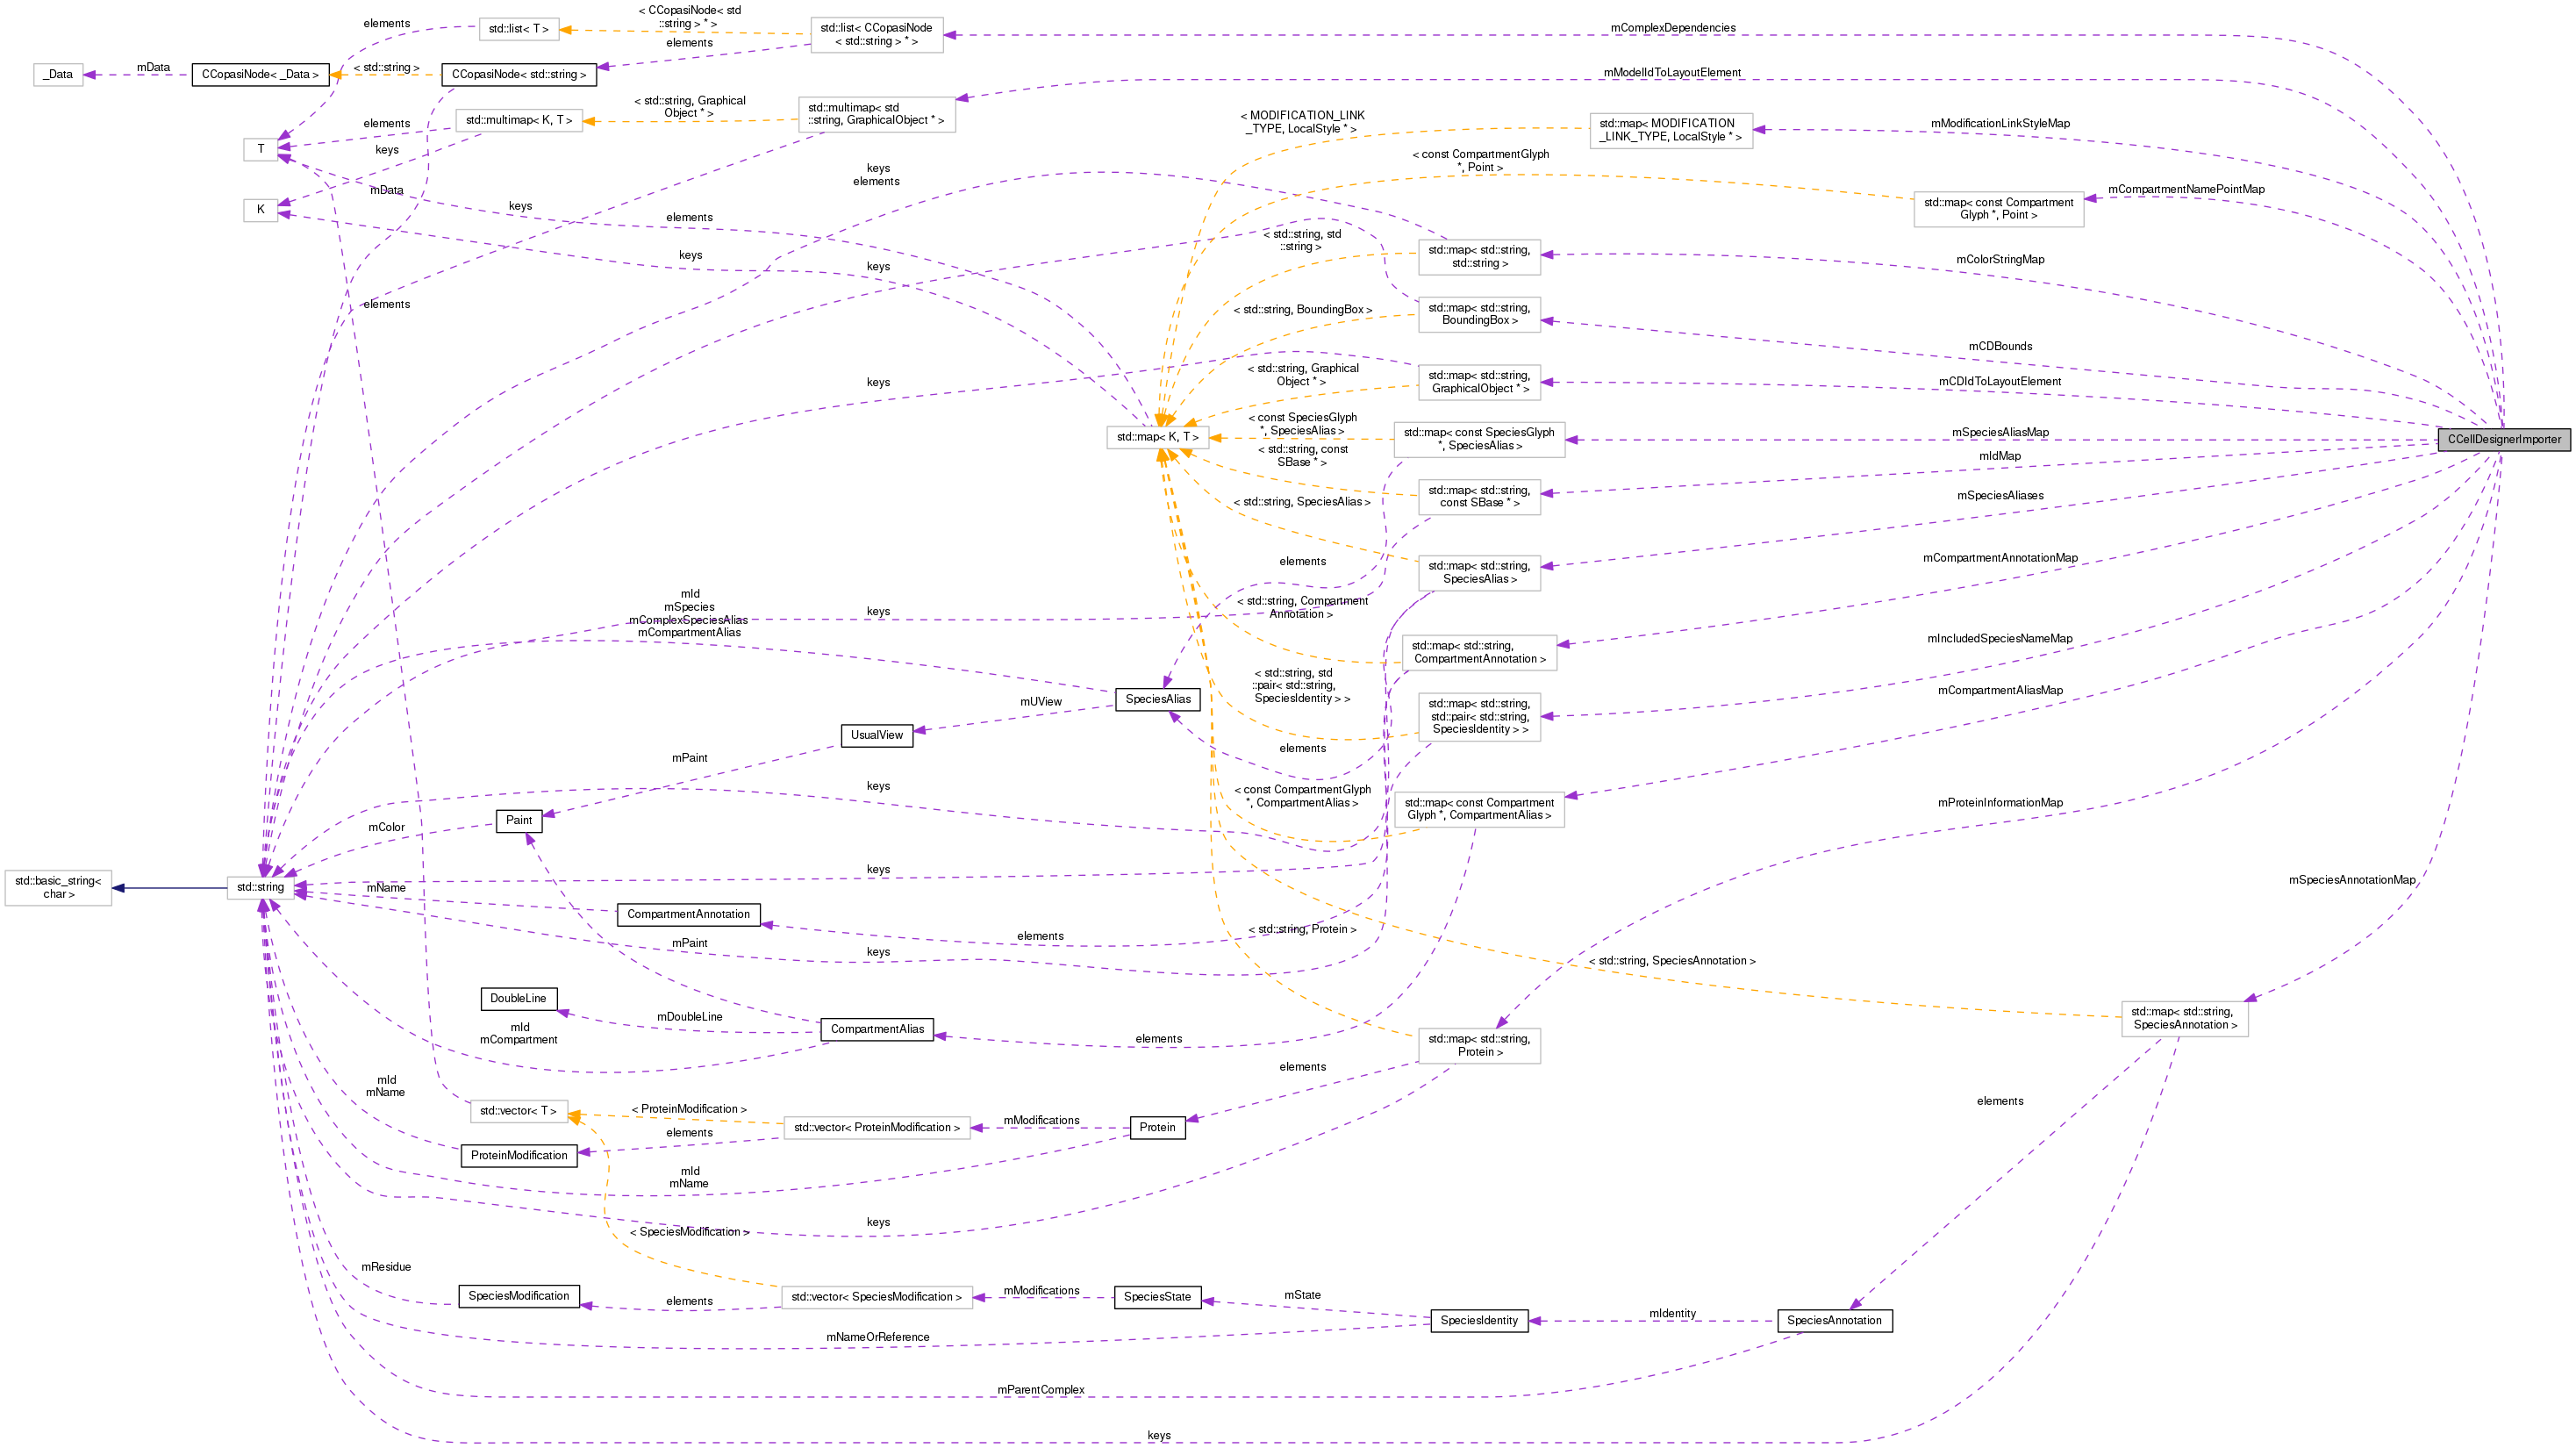 elements
std::list< T >
< CCopasiNode< std
::string > * >
std::list< CCopasiNode
< std::string > * >
mComplexDependencies
elements
_Data
mData
CCopasiNode< _Data >
< std::string >
CCopasiNode< std::string >
mModelIdToLayoutElement
std::multimap< K, T >
< std::string, Graphical
Object * >
std::multimap< std
::string, GraphicalObject * >
elements
keys
T
K
mData
keys
elements
keys
elements
keys
elements
keys
< MODIFICATION_LINK
_TYPE, LocalStyle * >
std::map< MODIFICATION
_LINK_TYPE, LocalStyle * >
mModificationLinkStyleMap
< const CompartmentGlyph
*, Point >
std::map< const Compartment
Glyph *, Point >
mCompartmentNamePointMap
< std::string, std
::string >
std::map< std::string,
std::string >
mColorStringMap
< std::string, BoundingBox >
std::map< std::string,
BoundingBox >
mCDBounds
keys
< std::string, Graphical
Object * >
std::map< std::string,
GraphicalObject * >
mCDIdToLayoutElement
std::map< K, T >
< const SpeciesGlyph
*, SpeciesAlias >
std::map< const SpeciesGlyph
*, SpeciesAlias >
mSpeciesAliasMap
CCellDesignerImporter
< std::string, const
SBase * >
std::map< std::string,
const SBase * >
mIdMap
< std::string, SpeciesAlias >
mSpeciesAliases
elements
std::map< std::string,
SpeciesAlias >
mCompartmentAnnotationMap
mId
mSpecies
mComplexSpeciesAlias
mCompartmentAlias
keys
< std::string, Compartment
Annotation >
std::map< std::string,
CompartmentAnnotation >
mIncludedSpeciesNameMap
SpeciesAlias
mUView
UsualView
< std::string, std
::pair< std::string,
SpeciesIdentity > >
std::map< std::string,
std::pair< std::string,
SpeciesIdentity > >
mCompartmentAliasMap
elements
mPaint
keys
< const CompartmentGlyph
*, CompartmentAlias >
std::map< const Compartment
Glyph *, CompartmentAlias >
mProteinInformationMap
Paint
mColor
std::basic_string<
char >
std::string
keys
mName
CompartmentAnnotation
mSpeciesAnnotationMap
mPaint
keys
elements
< std::string, Protein >
< std::string, SpeciesAnnotation >
DoubleLine
mDoubleLine
CompartmentAlias
mId
mCompartment
elements
std::map< std::string,
Protein >
std::map< std::string,
SpeciesAnnotation >
elements
mId
mName
std::vector< T >
< ProteinModification >
std::vector< ProteinModification >
mModifications
Protein
elements
elements
ProteinModification
mId
mName
keys
< SpeciesModification >
mResidue
SpeciesModification
elements
std::vector< SpeciesModification >
mModifications
SpeciesState
mState
SpeciesIdentity
mIdentity
SpeciesAnnotation
mNameOrReference
mParentComplex
keys